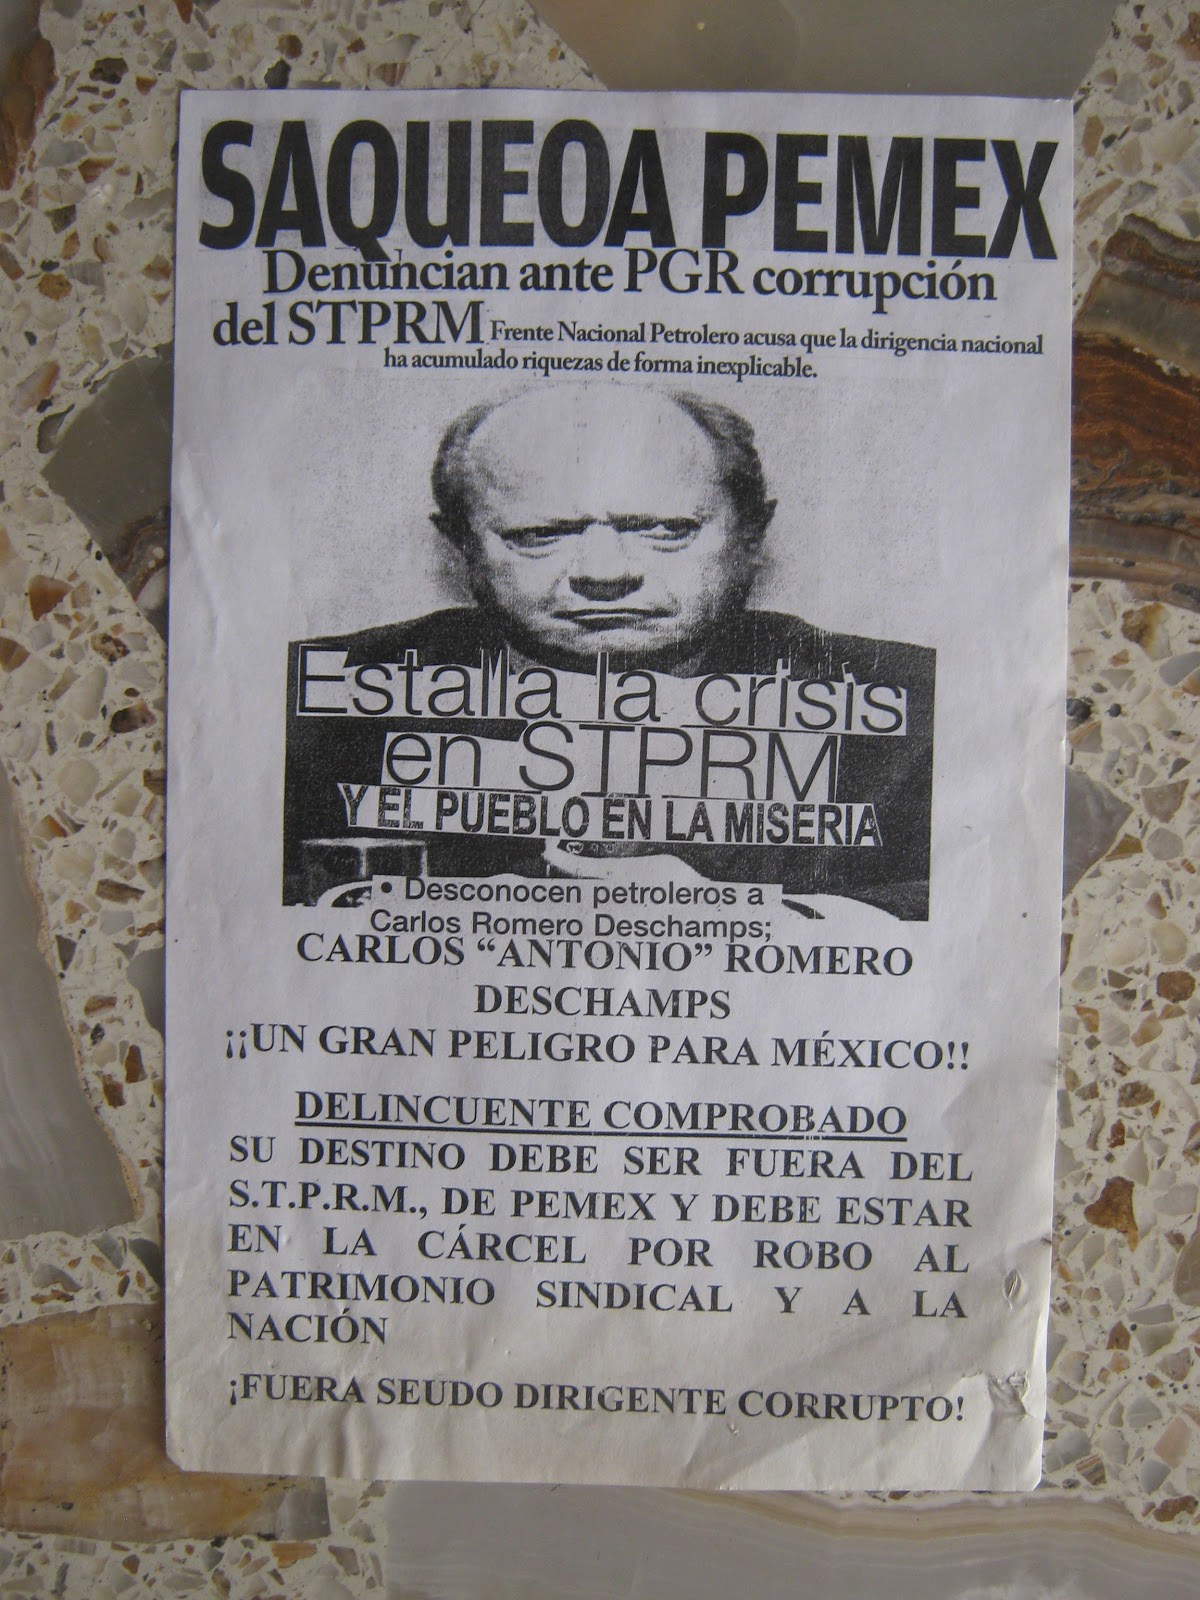 SAQUEO A PEMEX
Denuncian ante PGR corrupción
del STPRM Frente Nacional Petrolero acusa que la dirigencia nacional
ha acumulado riquezas de forma inexplicable.
Estalla la crisis
en STPRM
Y EL PUEBLO EN LA MISERIA
• Desconocen petroleros a
Carlos Romero Deschamps;
CARLOS “ANTONIO” ROMERO
DESCHAMPS
¡¡UN GRAN PELIGRO PARA MÉXICO!!
DELINCUENTE COMPROBADO
SU DESTINO DEBE SER FUERA DEL
S.T.P.R.M., DE PEMEX Y DEBE ESTAR
EN LA CÁRCEL POR ROBO AL
PATRIMONIO SINDICAL Y A LA
NACIÓN
¡FUERA SEUDO DIRIGENTE CORRUPTO!